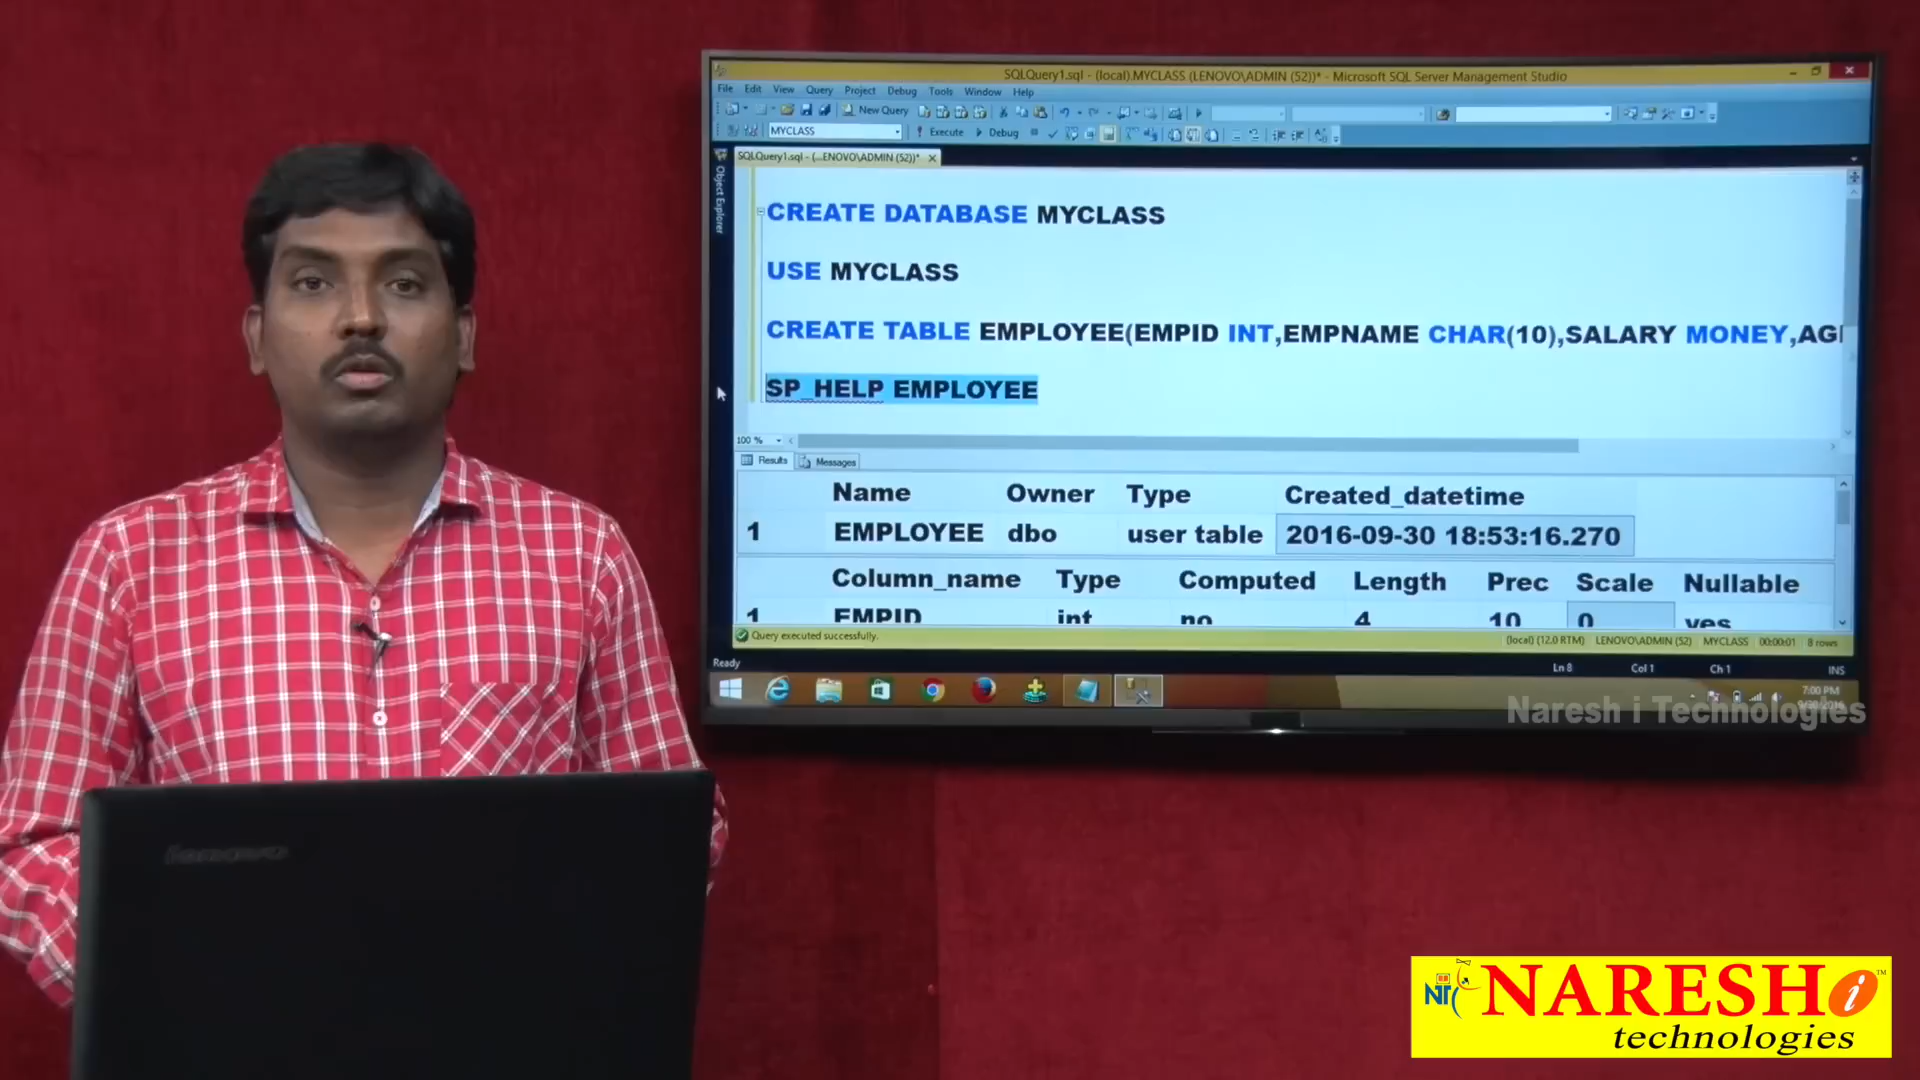 SQLQuery1.sql - (local).MYCLASS (LENOVO\ADMIN (52))* - Microsoft SQL Server Management Studio
File Edit View Query Project Debug Tools Window Help
New Query
MYCLASS Execute Debug
SQLQuery1.sql - (...ENOVO\ADMIN (52))*
Object Explorer
CREATE DATABASE MYCLASS
USE MYCLASS
CREATE TABLE EMPLOYEE(EMPID INT,EMPNAME CHAR(10),SALARY MONEY,AG
SP_HELP EMPLOYEE
100 %
Results Messages
Name Owner Type Created_datetime
1 EMPLOYEE dbo user table 2016-09-30 18:53:16.270
Column_name Type Computed Length Prec Scale Nullable
1 EMPID int no 4 10 0 yes
Query executed successfully.
(local) (12.0 RTM) LENOVO\ADMIN (52) MYCLASS 00:00:01 8 rows
Ready Ln 8 Col 1 Ch 1 INS
7:00 PM
Naresh i Technologies
lenovo
NARESH i
technologies